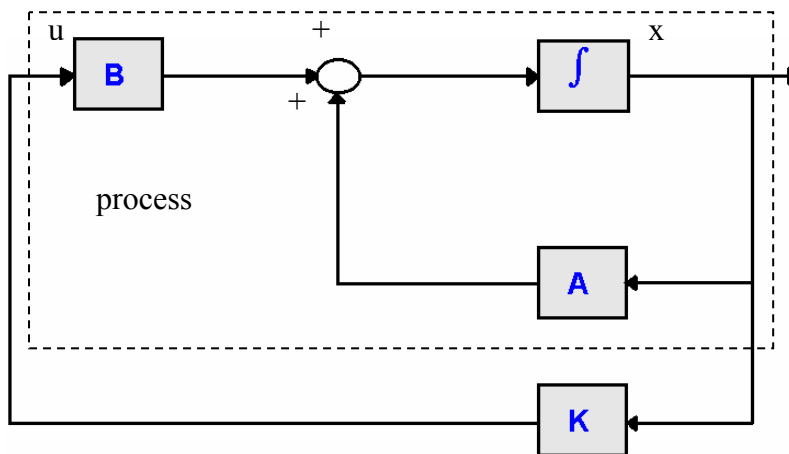 u + x
B ∫
+
process
A
K